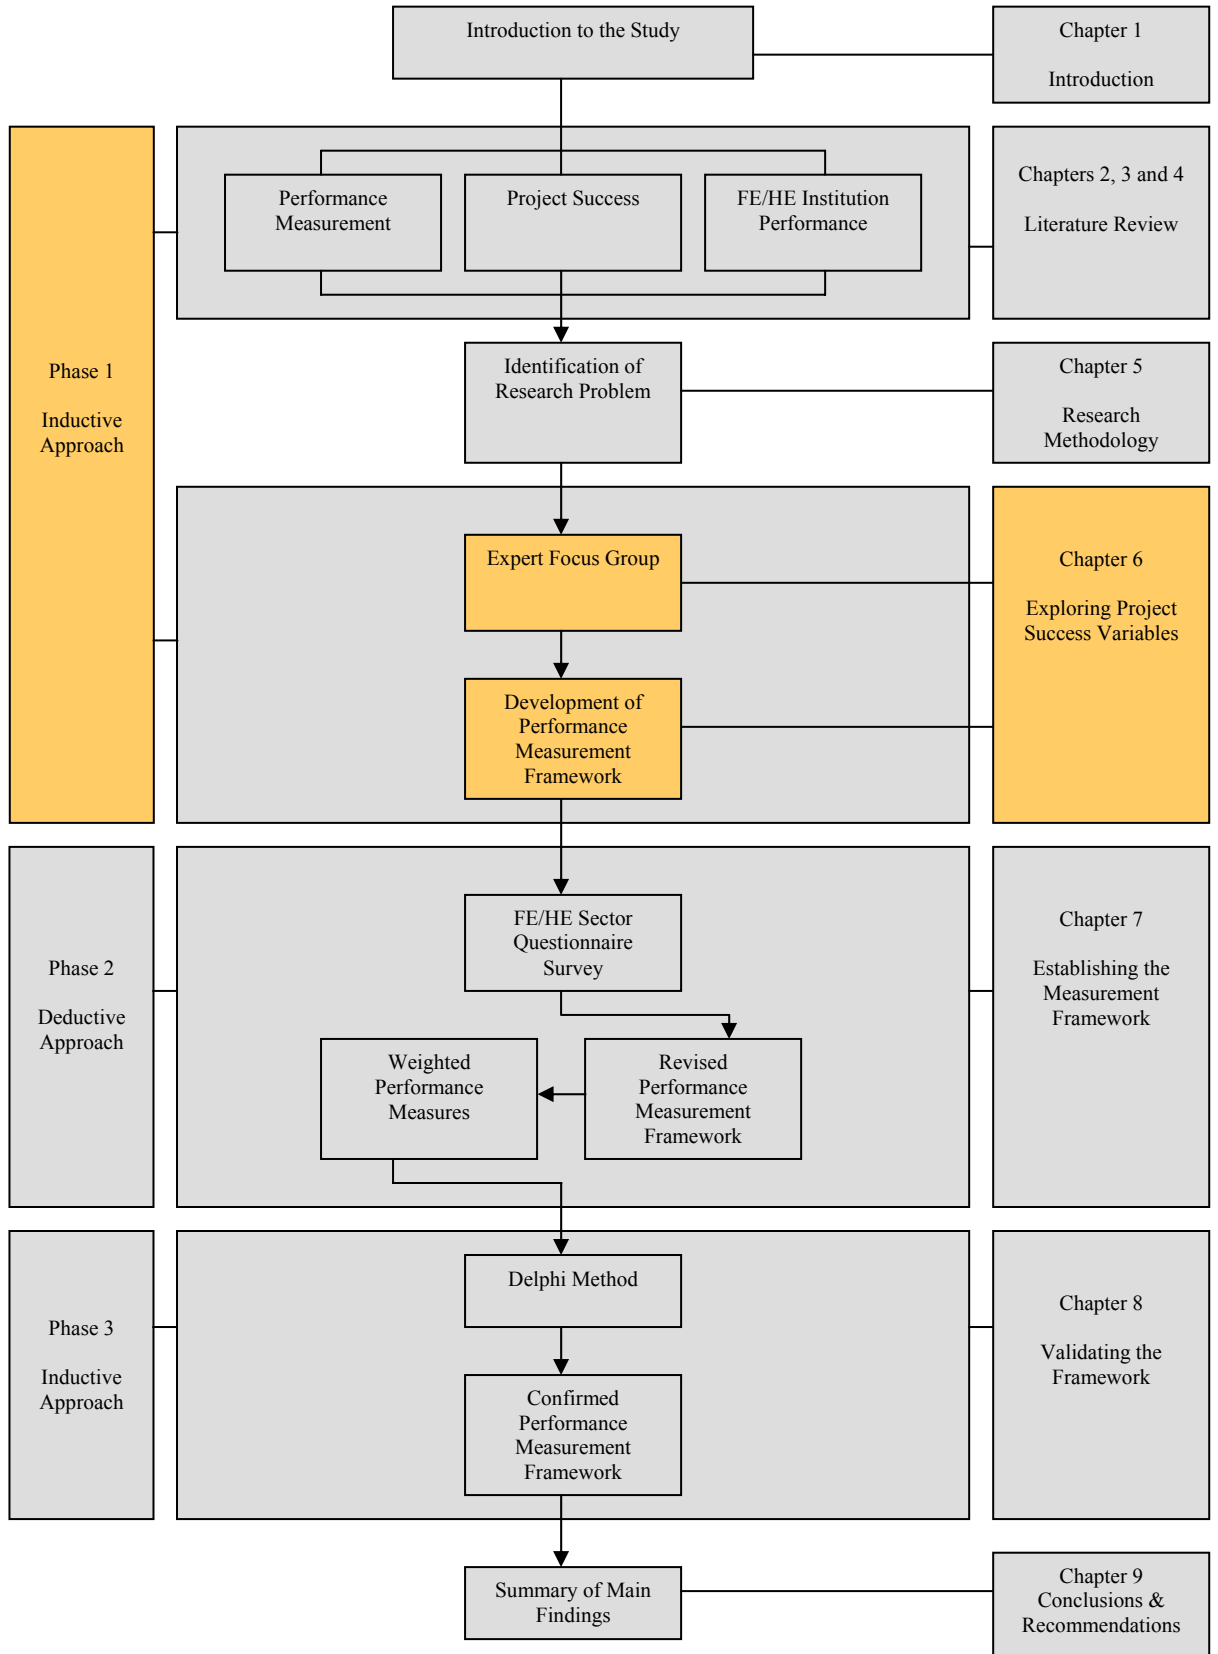 Introduction to the Study
Chapter 1
Introduction
Performance
Measurement
Project Success
FE/HE Institution
Performance
Chapters 2, 3 and 4
Literature Review
Phase 1
Inductive
Approach
Identification of
Research Problem
Chapter 5
Research
Methodology
Expert Focus Group
Chapter 6
Exploring Project
Success Variables
Development of
Performance
Measurement
Framework
Phase 2
Deductive
Approach
FE/HE Sector
Questionnaire
Survey
Chapter 7
Establishing the
Measurement
Framework
Weighted
Performance
Measures
Revised
Performance
Measurement
Framework
Phase 3
Inductive
Approach
Delphi Method
Chapter 8
Validating the
Framework
Confirmed
Performance
Measurement
Framework
Summary of Main
Findings
Chapter 9
Conclusions &
Recommendations